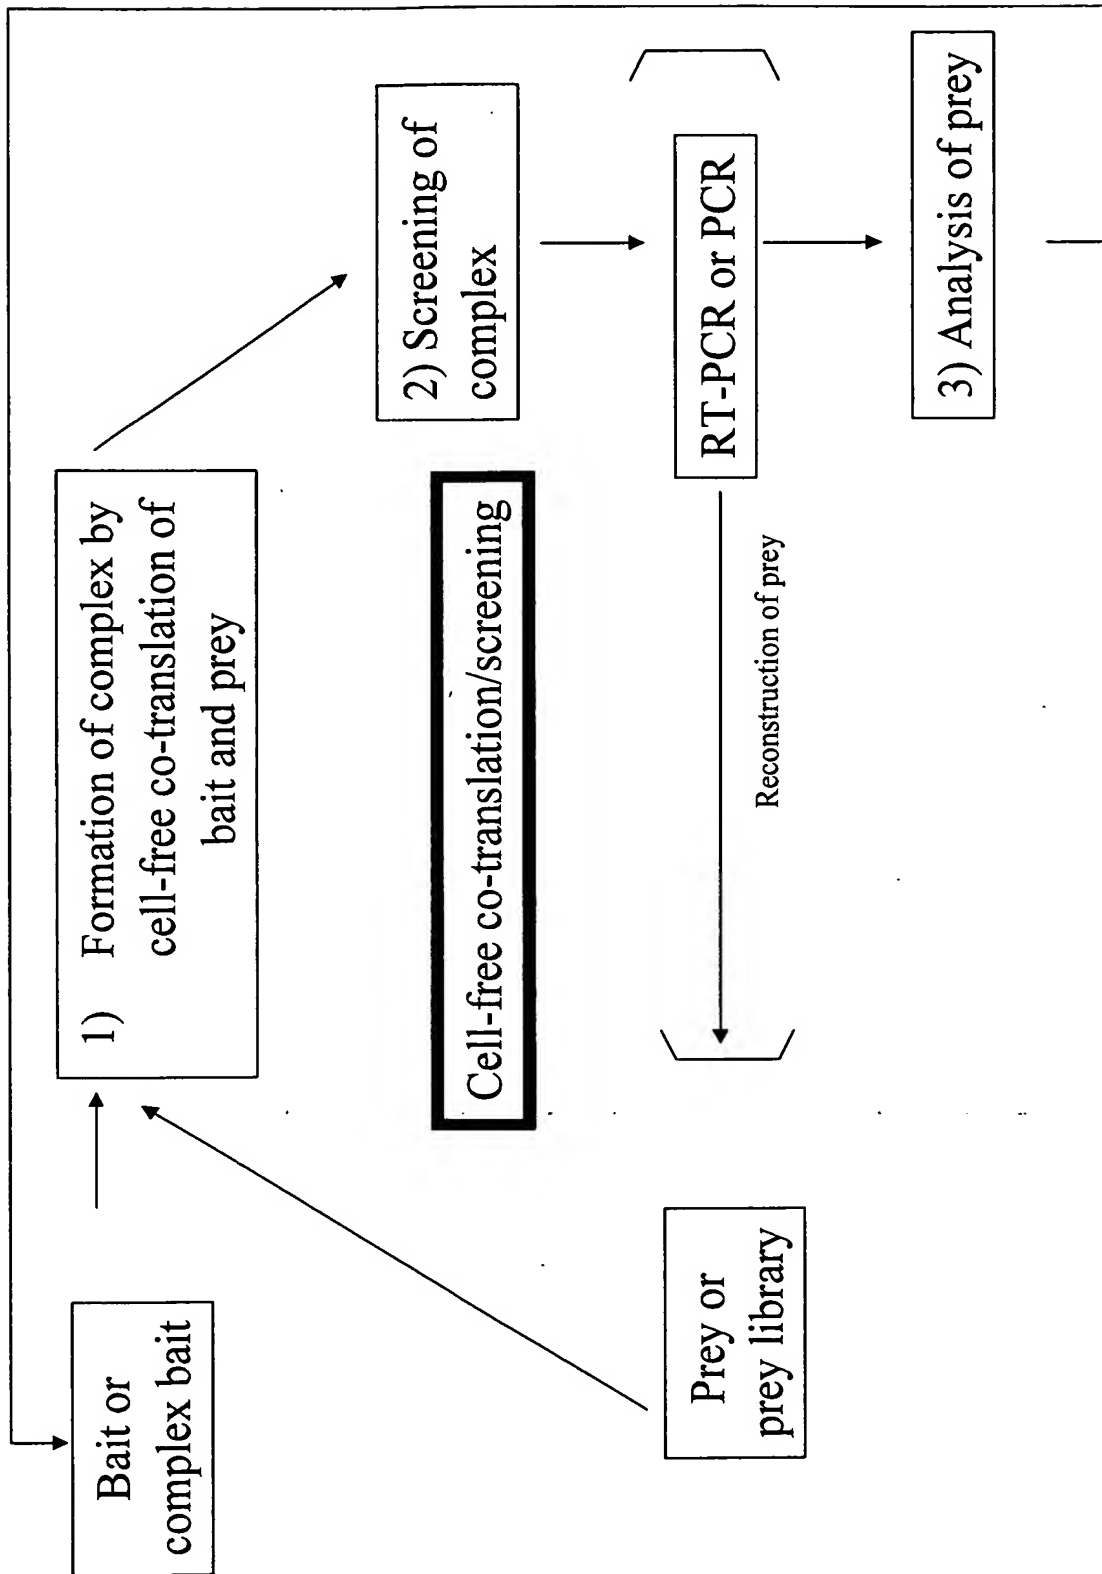 Bait or
complex bait
1) Formation of complex by
cell-free co-translation of
bait and prey
2) Screening of
complex
Cell-free co-translation/screening
Prey or
prey library
Reconstruction of prey
RT-PCR or PCR
3) Analysis of prey